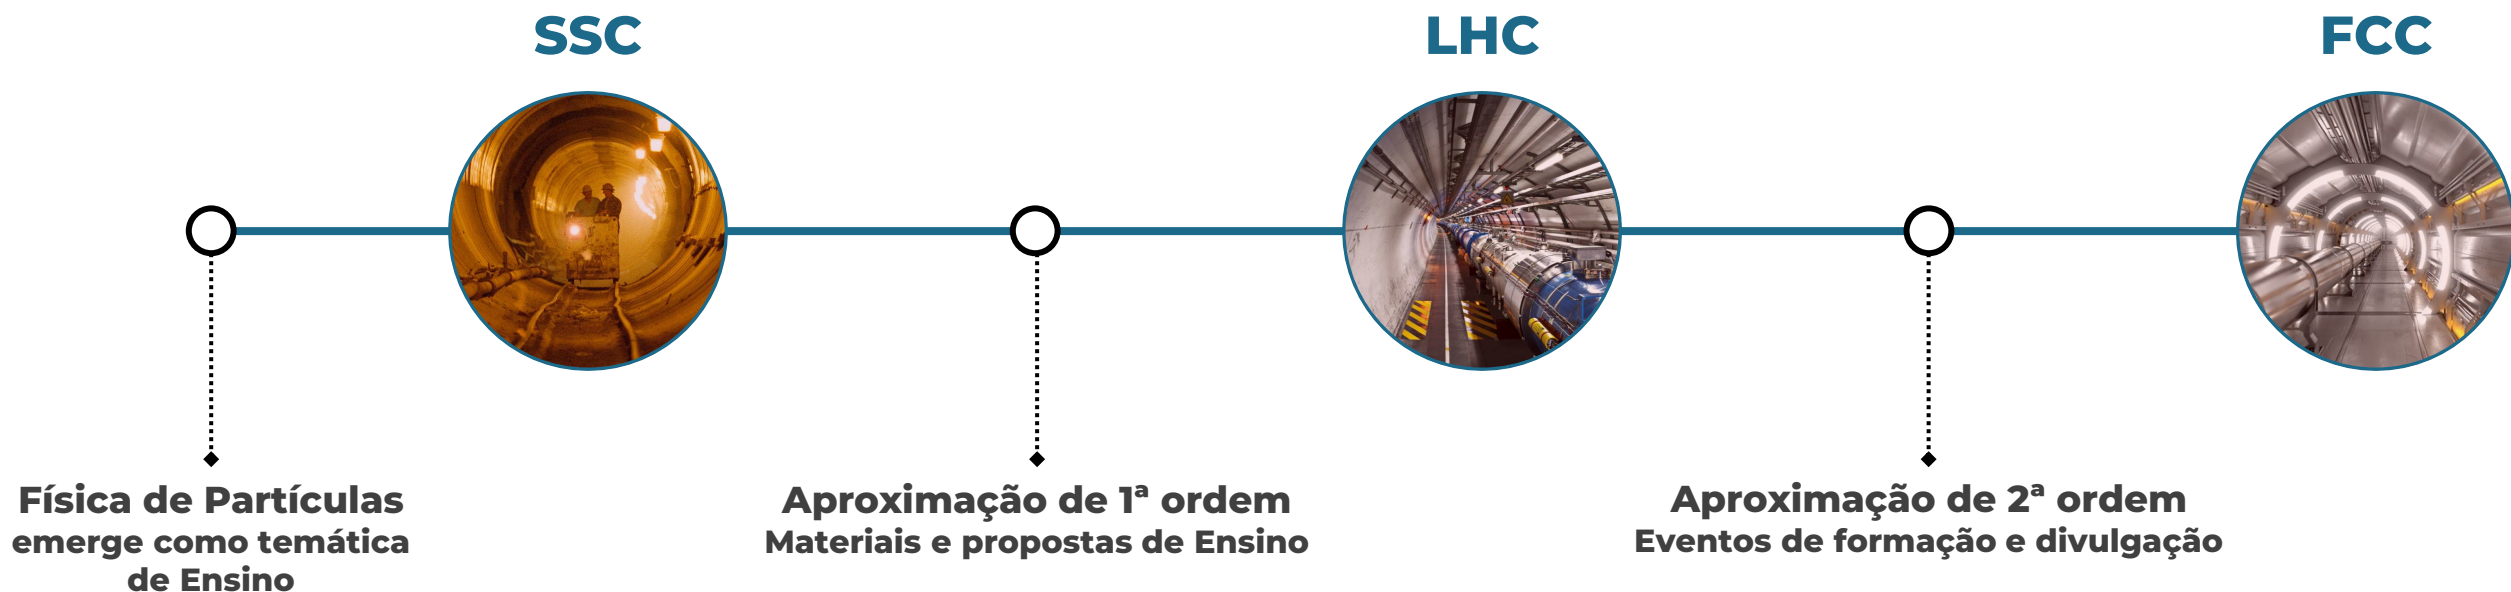 SSC
LHC
FCC
Física de Partículas
emerge como temática
de Ensino
Aproximação de 1ª ordem
Materiais e propostas de Ensino
Aproximação de 2ª ordem
Eventos de formação e divulgação